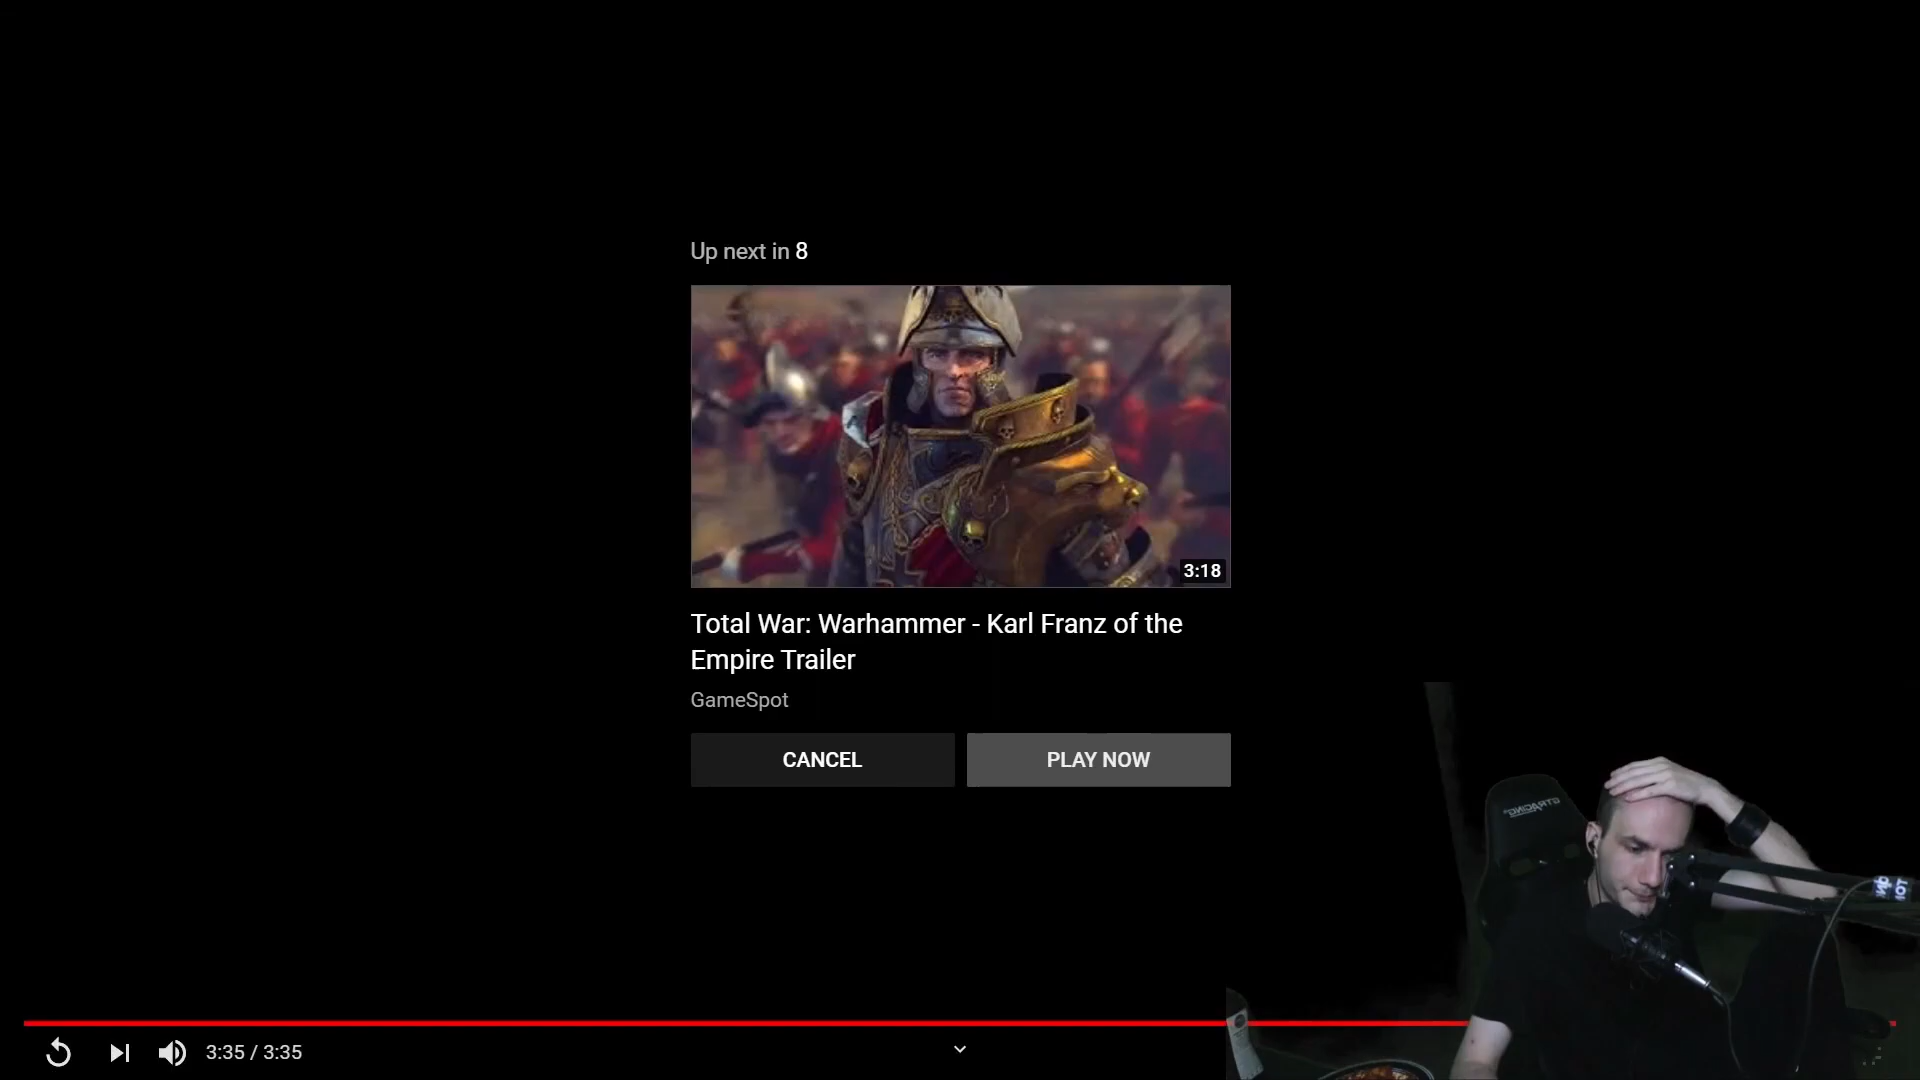 Up next in 8
3:18
Total War: Warhammer - Karl Franz of the
Empire Trailer
GameSpot
CANCEL
PLAY NOW
GTRACING
3:35 / 3:35